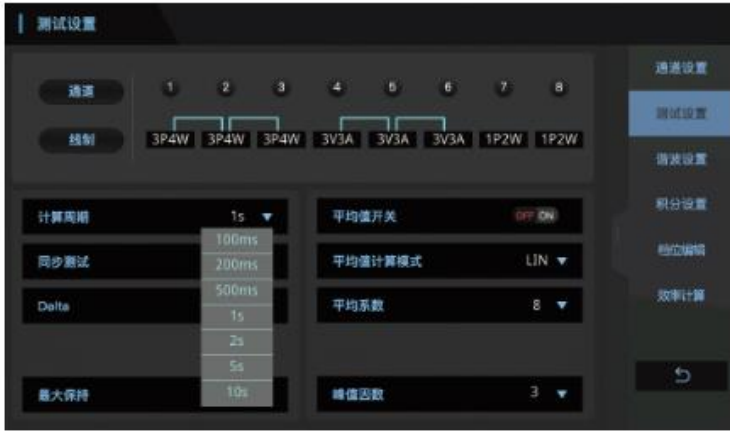 测试设置
通道 1 2 3 4 5 6 7 8
线制 3P4W 3P4W 3P4W 3V3A 3V3A 3V3A 1P2W 1P2W
计算周期 1s
100ms
200ms
500ms
1s
2s
5s
10s
同步测试
Delta
最大保持
平均值开关 OFF ON
平均值计算模式 LIN
平均系数 8
峰值因数 3
通道设置
测试设置
谐波设置
积分设置
档位编辑
效率计算